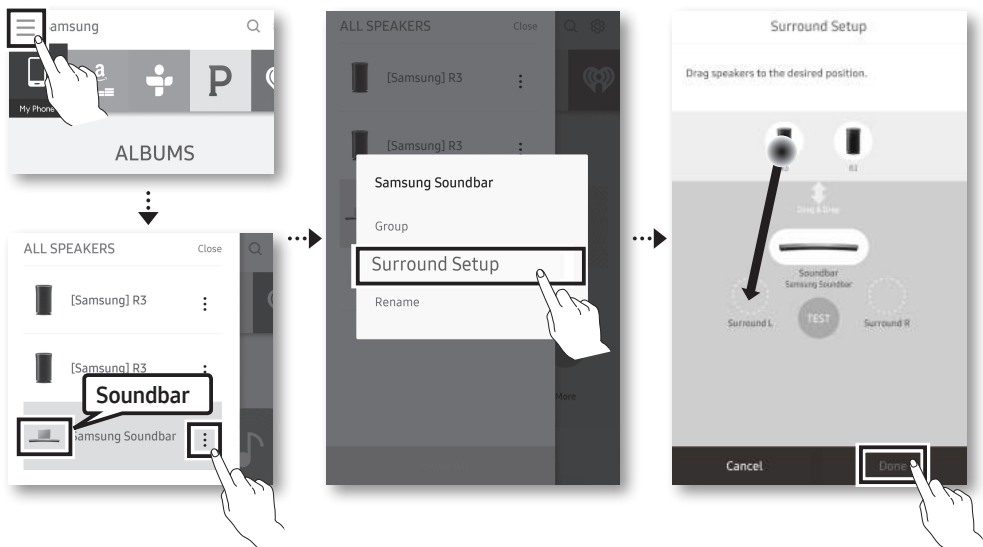 amsung
a
P
My Phone
ALBUMS
ALL SPEAKERS Close
[Samsung] R3
[Samsung] R3
Soundbar
Samsung Soundbar
ALL SPEAKERS Close
[Samsung] R3
[Samsung] R3
Samsung Soundbar
Group
Surround Setup
Rename
More
Surround Setup
Drag speakers to the desired position.
R3
Drag & Drop
Soundbar
Samsung Soundbar
Surround L
TEST
Surround R
Cancel
Done